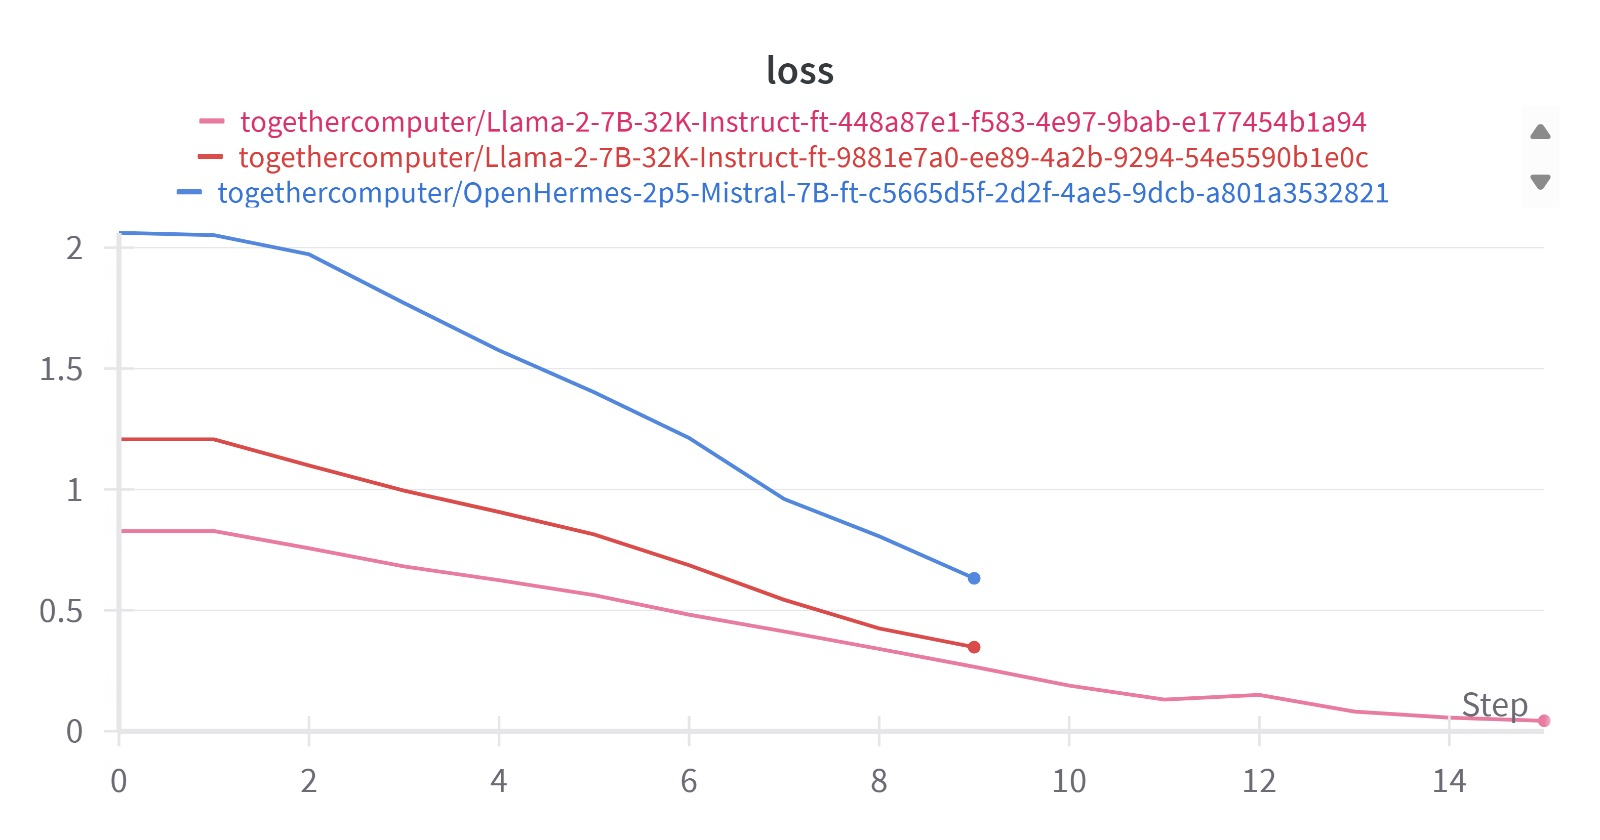 loss
togethercomputer/Llama-2-7B-32K-Instruct-ft-448a87e1-f583-4e97-9bab-e177454b1a94
togethercomputer/Llama-2-7B-32K-Instruct-ft-9881e7a0-ee89-4a2b-9294-54e5590b1e0c
togethercomputer/OpenHermes-2p5-Mistral-7B-ft-c5665d5f-2d2f-4ae5-9dcb-a801a3532821
2
1.5
1
0.5
0
Step
0 2 4 6 8 10 12 14